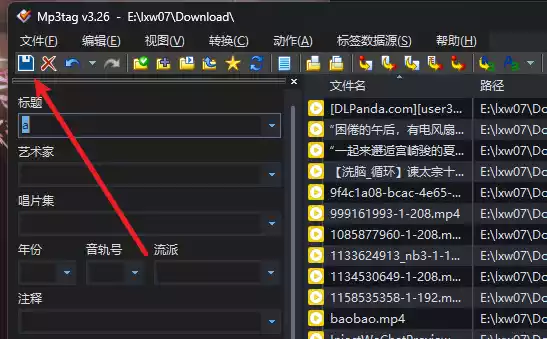 Mp3tag v3.26 - E:\lxw07\Download\
文件(F) 编辑(E) 视图(V) 转换(C) 动作(A) 标签数据源(S) 帮助(H)
标题
a
艺术家
唱片集
年份 音轨号 流派
注释
文件名 路径
[DLPanda.com][user3... E:\lxw07\Do
"困倦的午后，有电风扇... E:\lxw07\Do
"一起来邂逅宫崎骏的夏... E:\lxw07\Do
【洗脑_循环】谏太宗十... E:\lxw07\Do
9f4c1a08-bcac-4e65-... E:\lxw07\Do
999161993-1-208.mp4 E:\lxw07\Do
1085877960-1-208.m... E:\lxw07\Do
1133624913_nb3-1-1... E:\lxw07\Do
1134530649-1-208.m... E:\lxw07\Do
1158535358-1-192.m... E:\lxw07\Do
baobao.mp4 E:\lxw07\Do